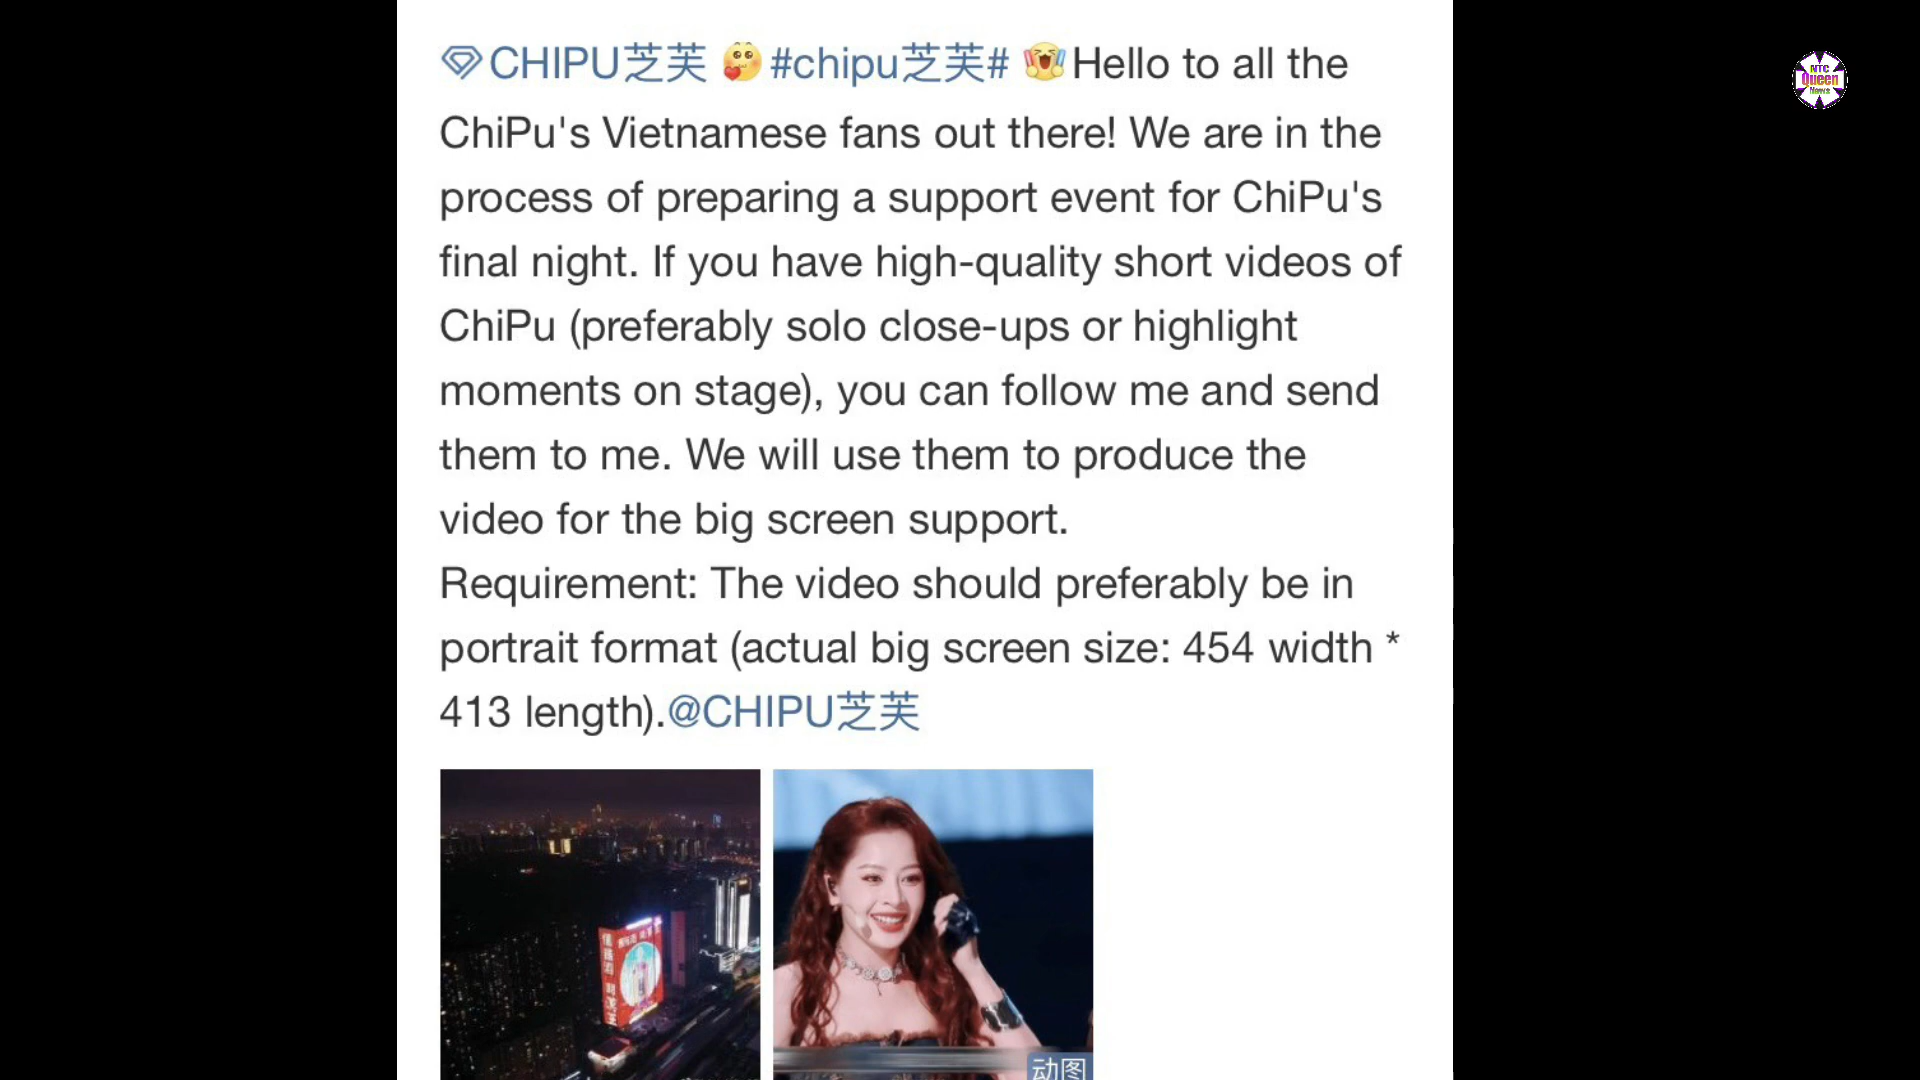 CHIPU芝芙 #chipu芝芙# Hello to all the
ChiPu's Vietnamese fans out there! We are in the
process of preparing a support event for ChiPu's
final night. If you have high-quality short videos of
ChiPu (preferably solo close-ups or highlight
moments on stage), you can follow me and send
them to me. We will use them to produce the
video for the big screen support.
Requirement: The video should preferably be in
portrait format (actual big screen size: 454 width *
413 length).@CHIPU芝芙
动图
NTC
Queen
News